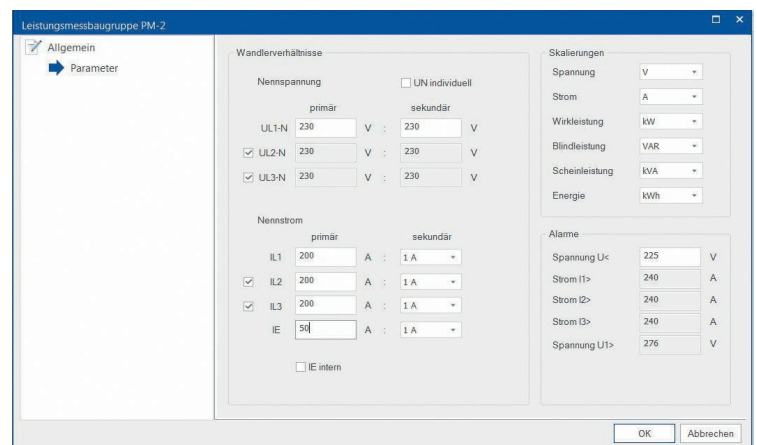 Leistungsmessbaugruppe PM-2
Allgemein
Parameter
Wandlerverhältnisse
Nennspannung UN individuell
primär sekundär
UL1-N 230 V : 230 V
UL2-N 230 V : 230 V
UL3-N 230 V : 230 V
Nennstrom
primär sekundär
IL1 200 A : 1 A
IL2 200 A : 1 A
IL3 200 A : 1 A
IE 50 A : 1 A
IE intern
Skalierungen
Spannung V
Strom A
Wirkleistung kW
Blindleistung VAR
Scheinleistung kVA
Energie kWh
Alarme
Spannung U< 225 V
Strom I1> 240 A
Strom I2> 240 A
Strom I3> 240 A
Spannung U1> 276 V
OK Abbrechen